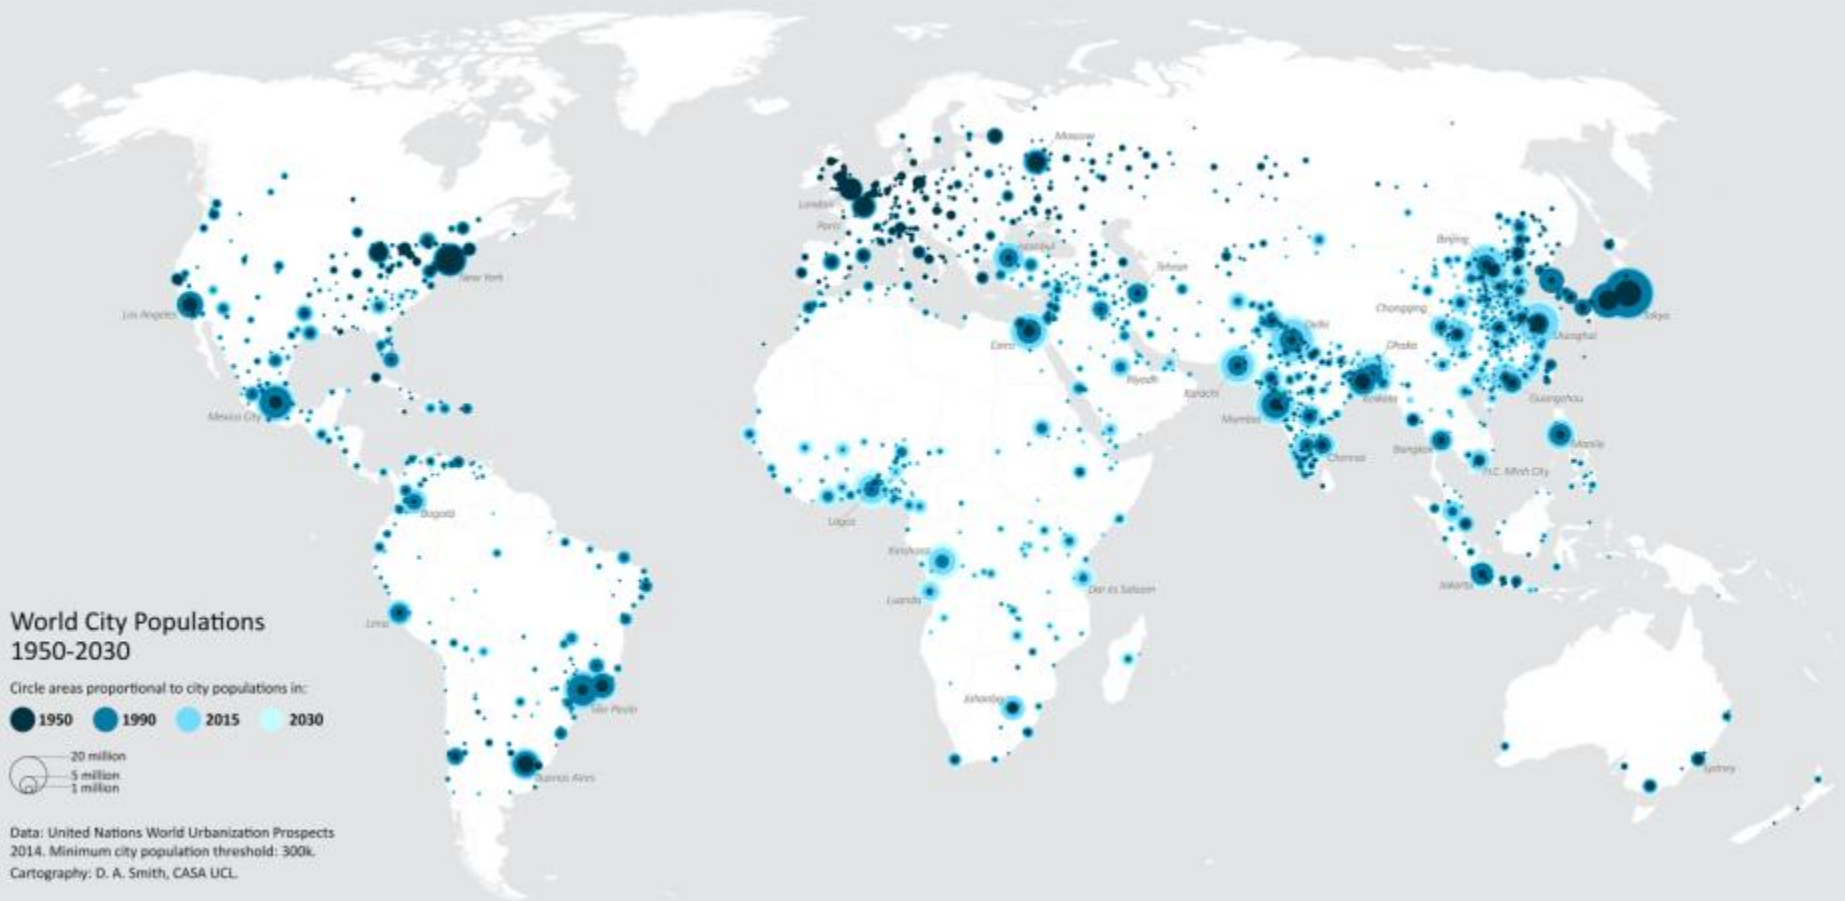 Moscow
London
Paris
Istanbul
Beijing
New York
Tehran
Los Angeles
Chongqing
Tokyo
Delhi
Shanghai
Cairo
Dhaka
Riyadh
Karachi
Kolkata
Guangzhou
Mexico City
Mumbai
Manila
Bangkok
Chennai
H.C. Minh City
Bogotá
Lagos
Kinshasa
Jakarta
Dar es Salaam
Luanda
World City Populations
1950-2030
Lima
Circle areas proportional to city populations in:
1950 1990 2015 2030
Johanbg
São Paulo
20 million
5 million
1 million
Buenos Aires
Sydney
Data: United Nations World Urbanization Prospects
2014. Minimum city population threshold: 300k.
Cartography: D. A. Smith, CASA UCL.